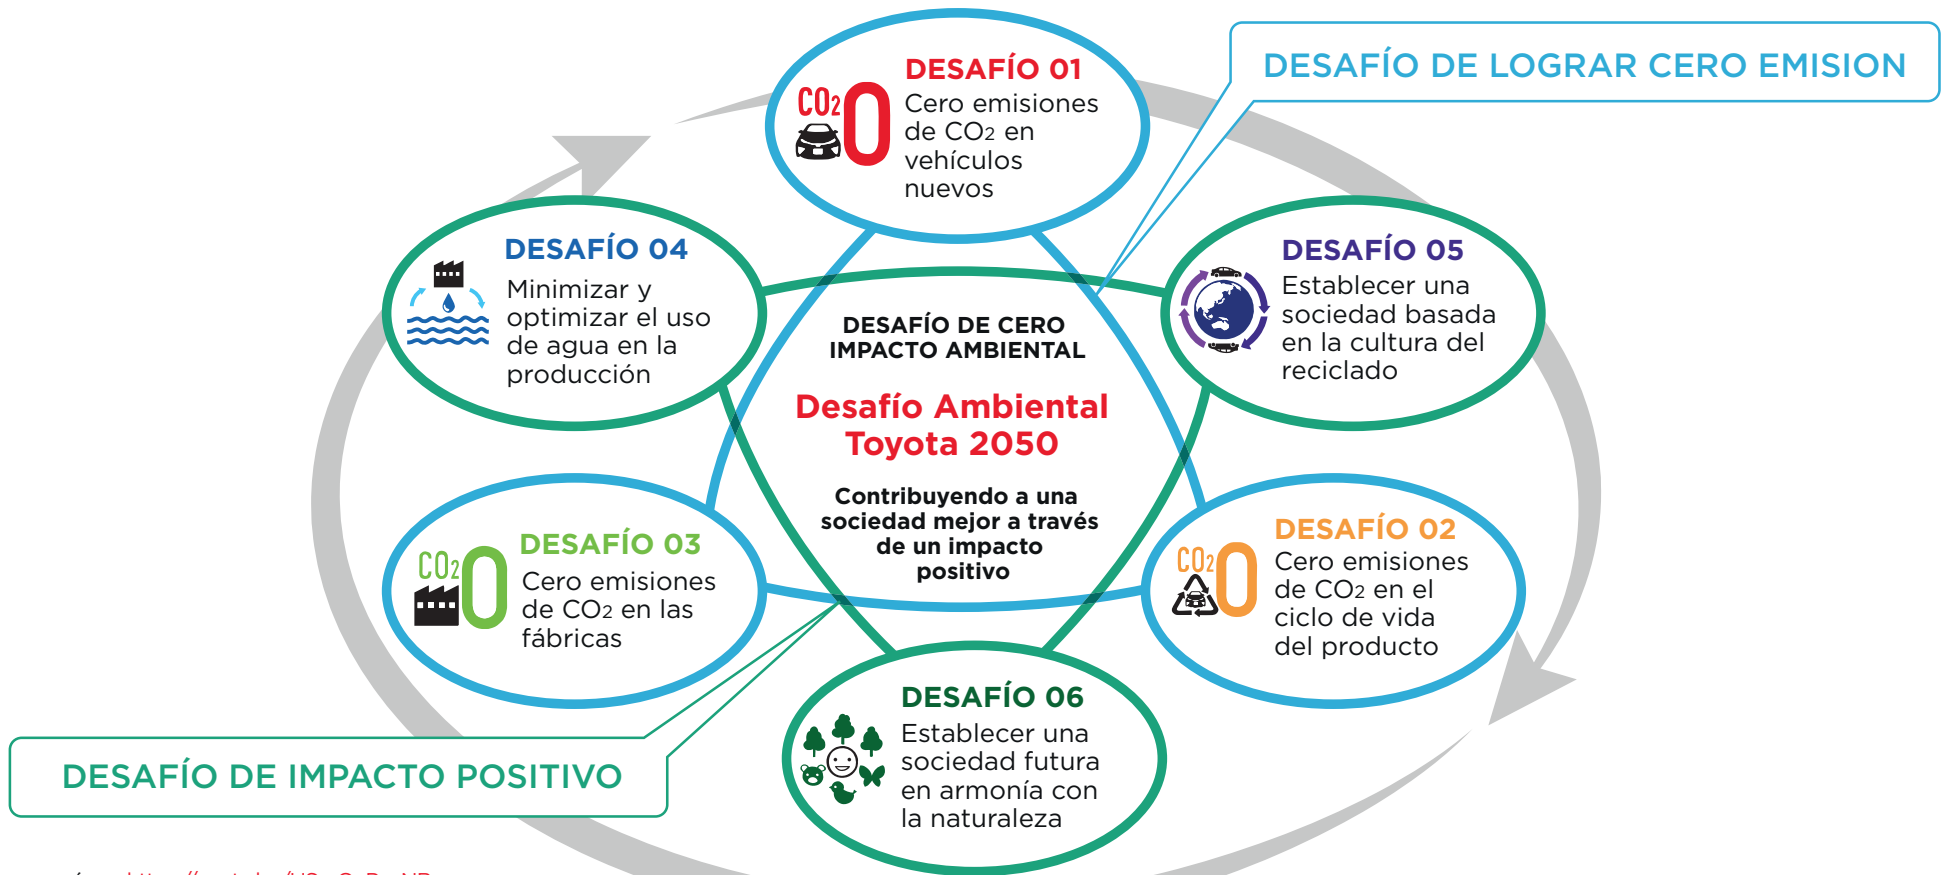 DESAFÍO DE LOGRAR CERO EMISION
DESAFÍO 01
CO2 0
Cero emisiones
de CO2 en
vehículos
nuevos
DESAFÍO 04
Minimizar y
optimizar el uso
de agua en la
producción
DESAFÍO 05
Establecer una
sociedad basada
en la cultura del
reciclado
DESAFÍO DE CERO
IMPACTO AMBIENTAL
Desafío Ambiental
Toyota 2050
Contribuyendo a una
sociedad mejor a través
de un impacto
positivo
DESAFÍO 03
CO2 0
Cero emisiones
de CO2 en las
fábricas
DESAFÍO 02
CO2 0
Cero emisiones
de CO2 en el
ciclo de vida
del producto
DESAFÍO 06
Establecer una
sociedad futura
en armonía con
la naturaleza
DESAFÍO DE IMPACTO POSITIVO